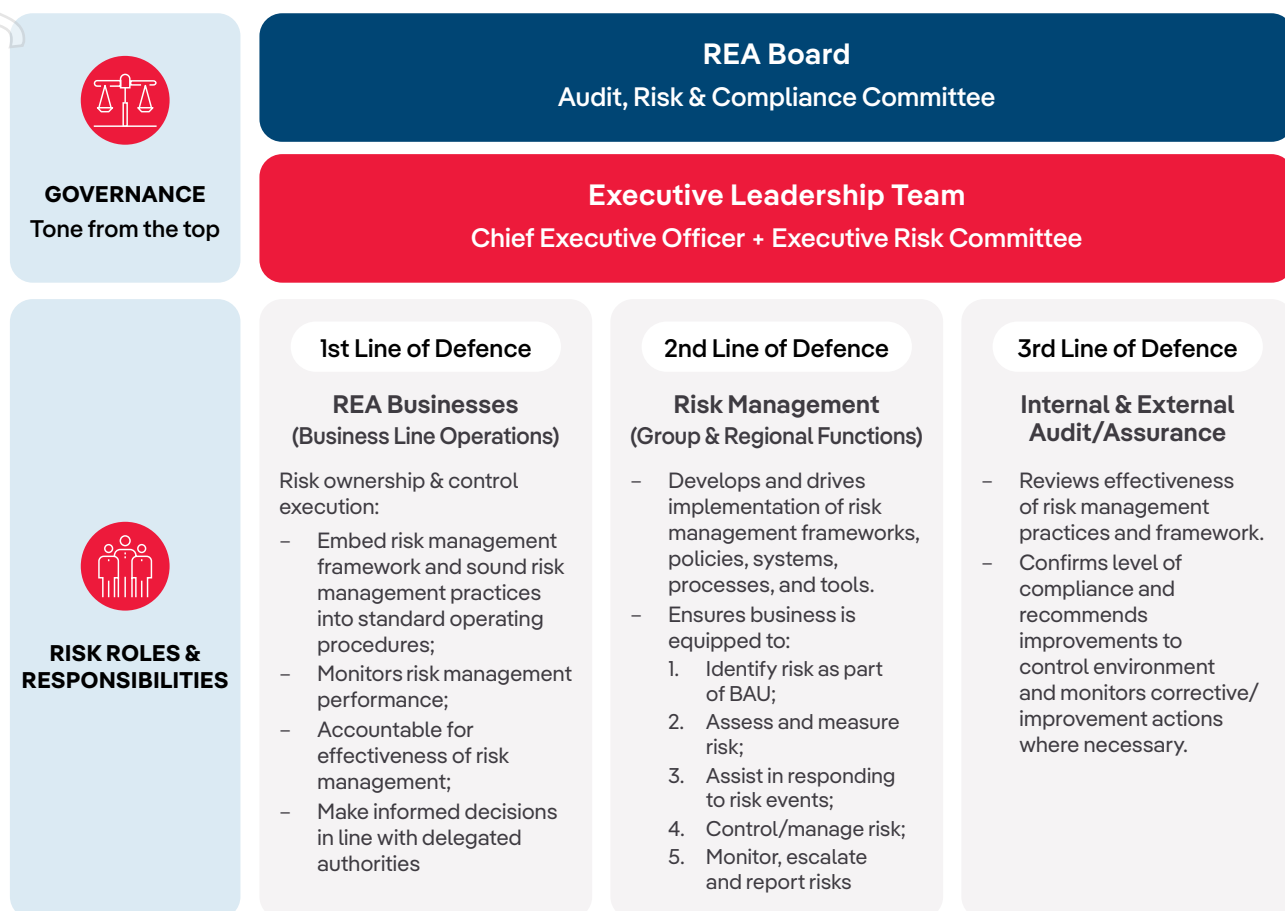 REA Board
Audit, Risk & Compliance Committee
GOVERNANCE
Tone from the top
Executive Leadership Team
Chief Executive Officer + Executive Risk Committee
RISK ROLES &
RESPONSIBILITIES
1st Line of Defence
REA Businesses
(Business Line Operations)
Risk ownership & control
execution:
– Embed risk management
framework and sound risk
management practices
into standard operating
procedures;
– Monitors risk management
performance;
– Accountable for
effectiveness of risk
management;
– Make informed decisions
in line with delegated
authorities
2nd Line of Defence
Risk Management
(Group & Regional Functions)
– Develops and drives
implementation of risk
management frameworks,
policies, systems,
processes, and tools.
– Ensures business is
equipped to:
1. Identify risk as part
of BAU;
2. Assess and measure
risk;
3. Assist in responding
to risk events;
4. Control/manage risk;
5. Monitor, escalate
and report risks
3rd Line of Defence
Internal & External
Audit/Assurance
– Reviews effectiveness
of risk management
practices and framework.
– Confirms level of
compliance and
recommends
improvements to
control environment
and monitors corrective/
improvement actions
where necessary.